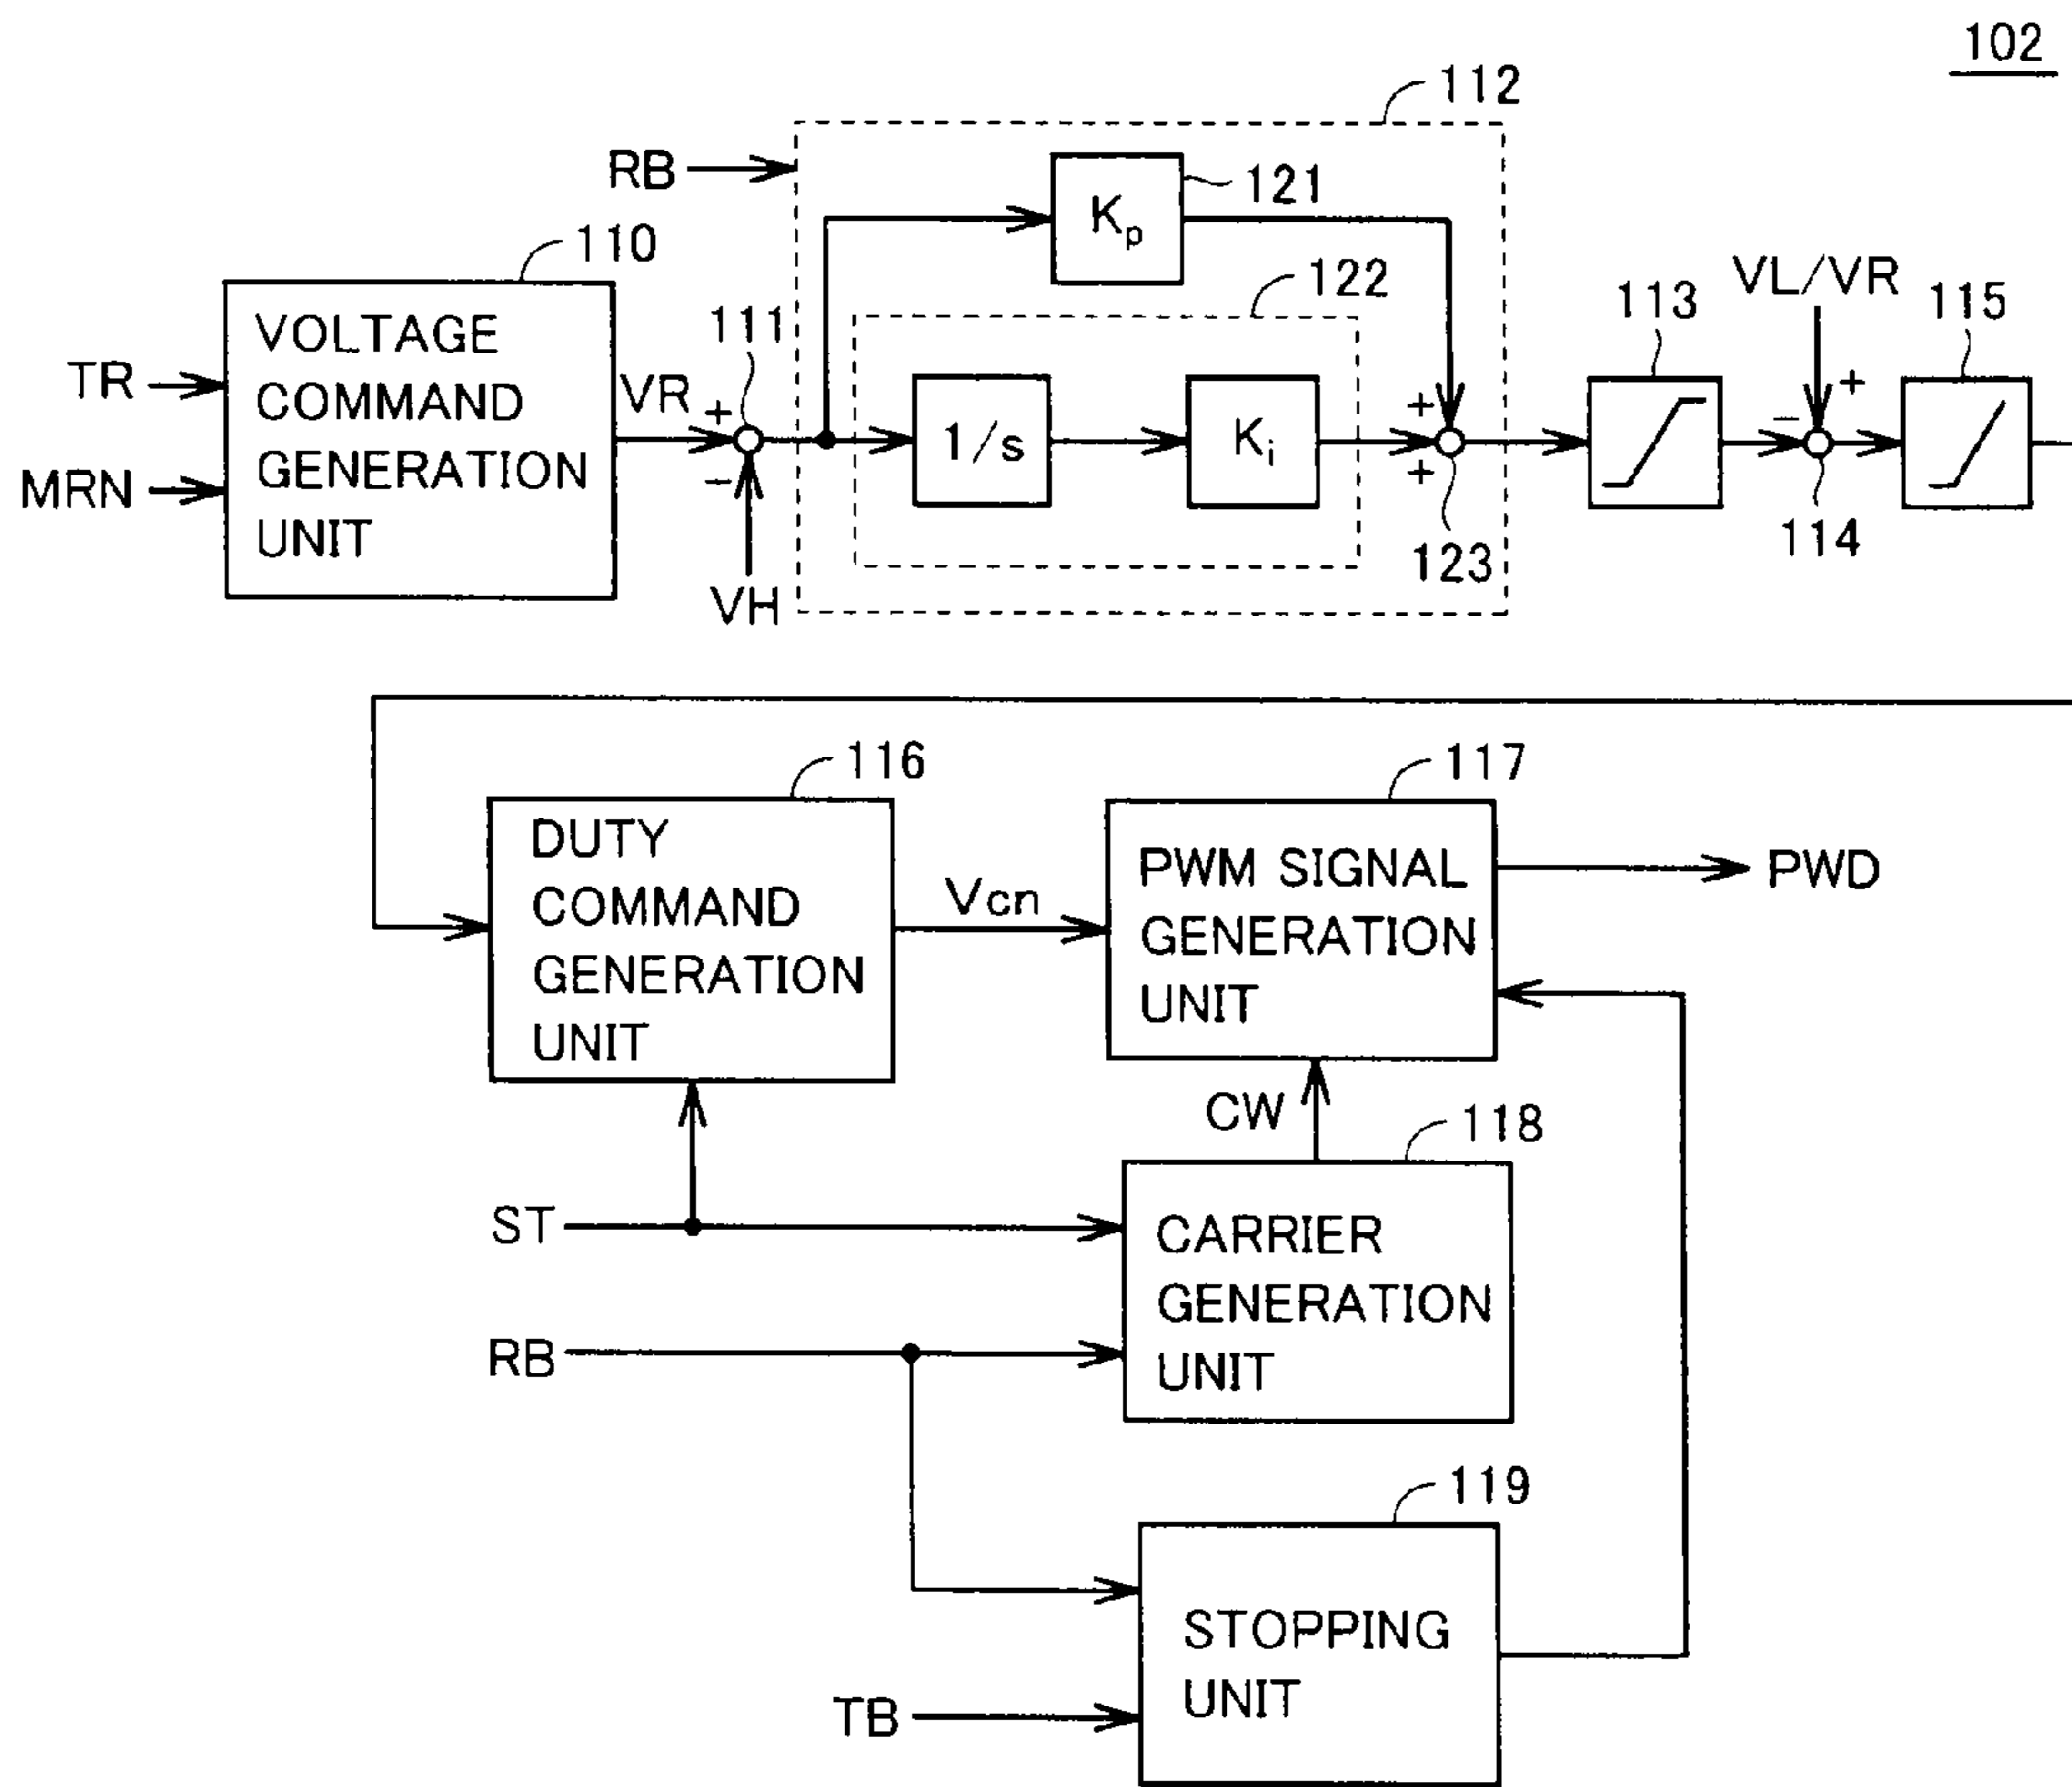 102
112
RB
121
Kp
110
122
VOLTAGE
COMMAND
GENERATION
UNIT
TR
MRN
VR
111
+
−
VH
1/s
Ki
+
+
123
113
VL/VR
115
−
+
114
116
117
DUTY
COMMAND
GENERATION
UNIT
Vcn
PWM SIGNAL
GENERATION
UNIT
PWD
CW
118
ST
RB
CARRIER
GENERATION
UNIT
119
STOPPING
UNIT
TB